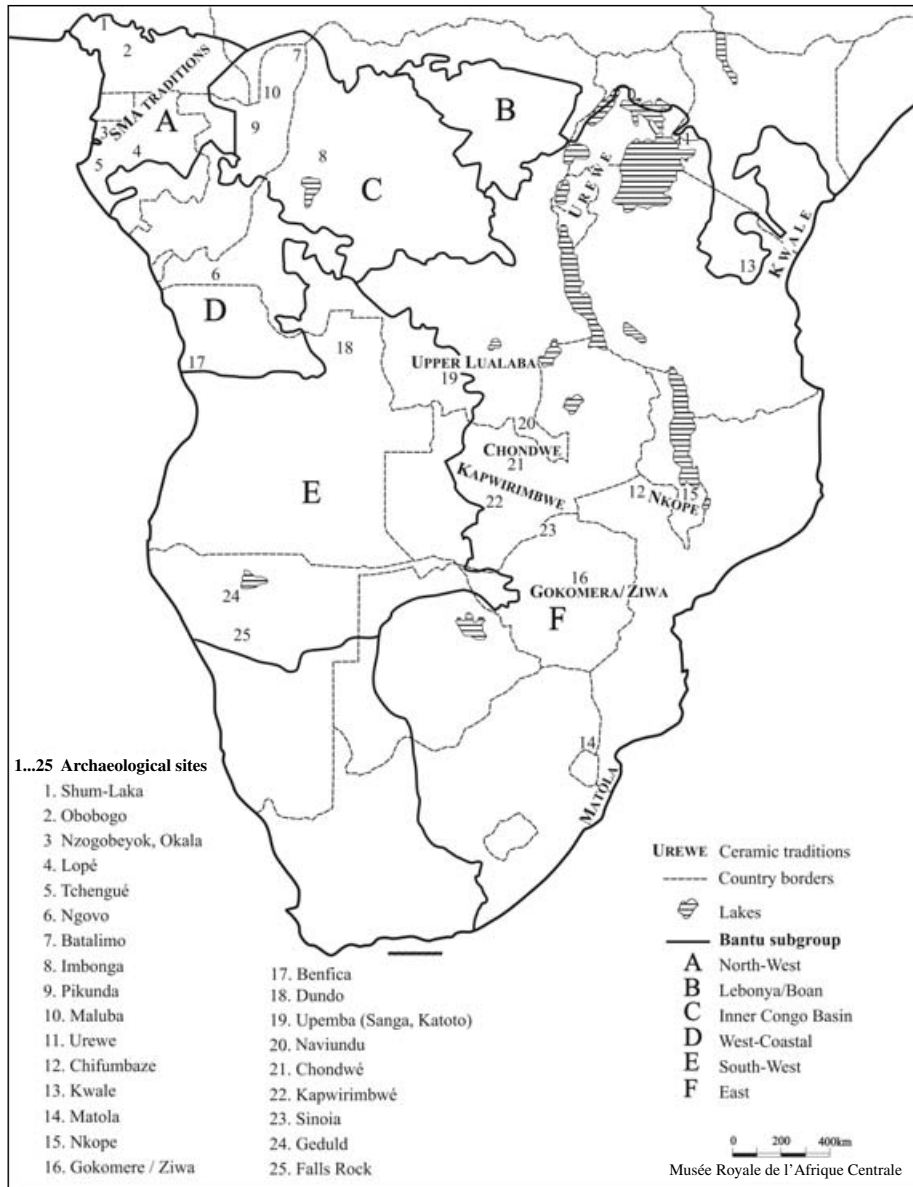 1
2
7
10
SMA TRADITIONS
A
3
4
5
9
8
B
C
UREWE
KWALE
13
6
D
17
18
UPPER LUALABA
19
20
CHONDWE
21
KAPWIRIMBWE
22
12
15
NKOPE
E
23
16
GOKOMERA/ ZIWA
F
24
25
14
MATOLA
1...25 Archaeological sites
1. Shum-Laka
2. Obobogo
3 Nzogobeyok, Okala
4. Lopé
5. Tchengué
6. Ngovo
7. Batalimo
8. Imbonga
9. Pikunda
10. Maluba
11. Urewe
12. Chifumbaze
13. Kwale
14. Matola
15. Nkope
16. Gokomere / Ziwa
17. Benfica
18. Dundo
19. Upemba (Sanga, Katoto)
20. Naviundu
21. Chondwé
22. Kapwirimbwé
23. Sinoia
24. Geduld
25. Falls Rock
UREWE Ceramic traditions
Country borders
Lakes
Bantu subgroup
A North-West
B Lebonya/Boan
C Inner Congo Basin
D West-Coastal
E South-West
F East
0 200 400km
Musée Royale de l'Afrique Centrale